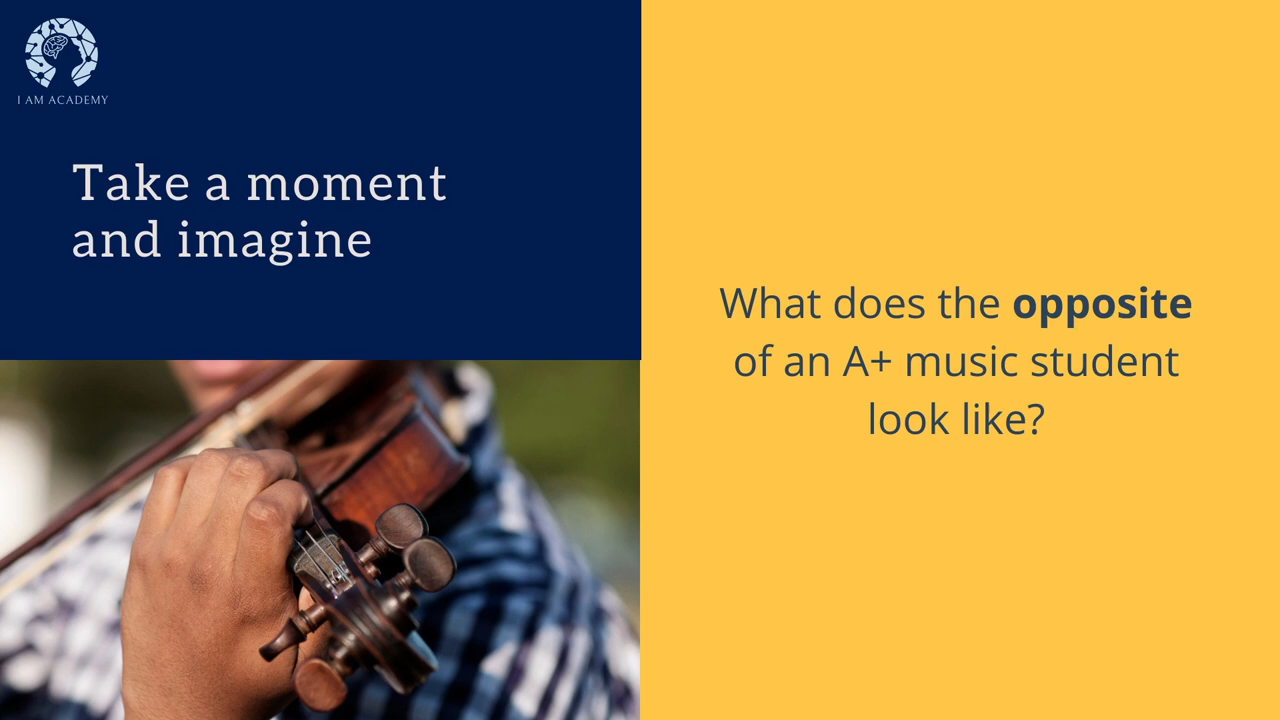 I AM ACADEMY
Take a moment
and imagine
What does the opposite
of an A+ music student
look like?